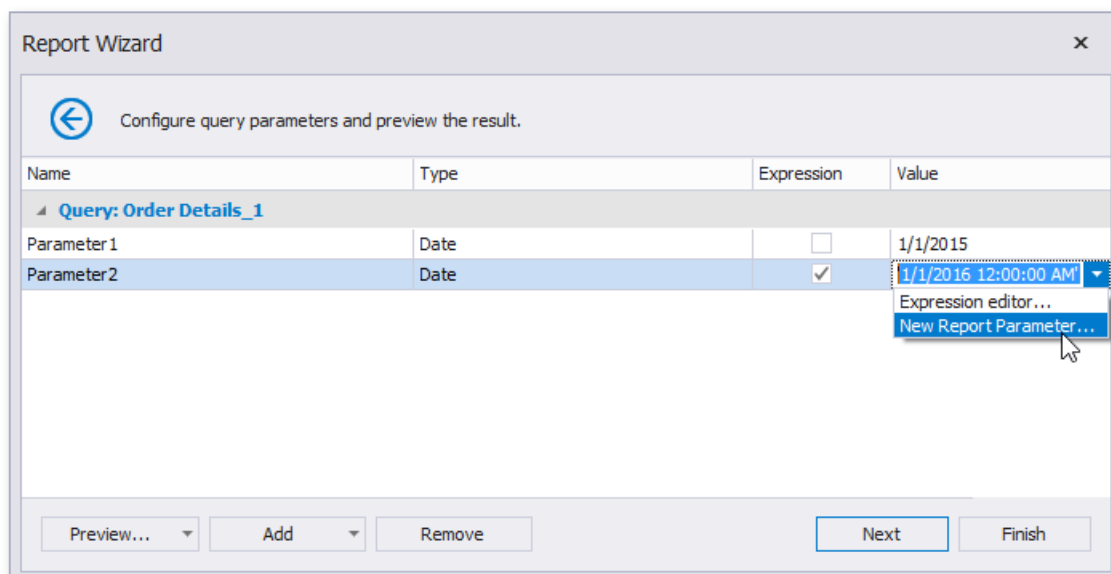 Report Wizard
Configure query parameters and preview the result.
Name Type Expression Value
Query: Order Details_1
Parameter1 Date 1/1/2015
Parameter2 Date '1/1/2016 12:00:00 AM'
Expression editor...
New Report Parameter...
Preview... Add Remove Next Finish